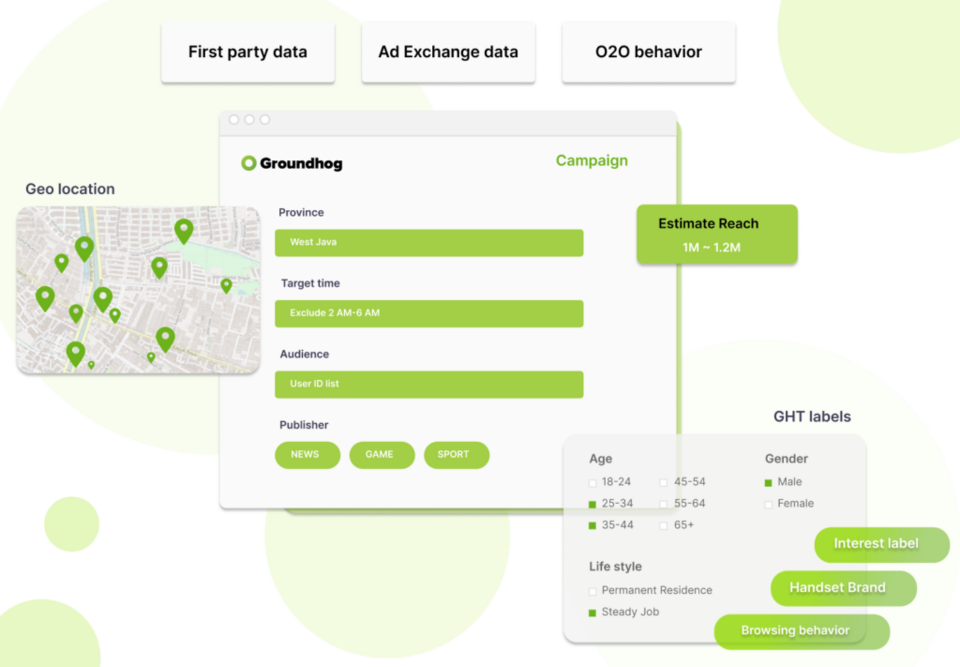 First party data
Ad Exchange data
O2O behavior
Groundhog
Campaign
Geo location
Province
West Java
Estimate Reach
1M ~ 1.2M
Target time
Exclude 2 AM-6 AM
Audience
User ID list
Publisher
NEWS
GAME
SPORT
GHT labels
Age
18-24
25-34
35-44
45-54
55-64
65+
Gender
Male
Female
Life style
Permanent Residence
Steady Job
Interest label
Handset Brand
Browsing behavior